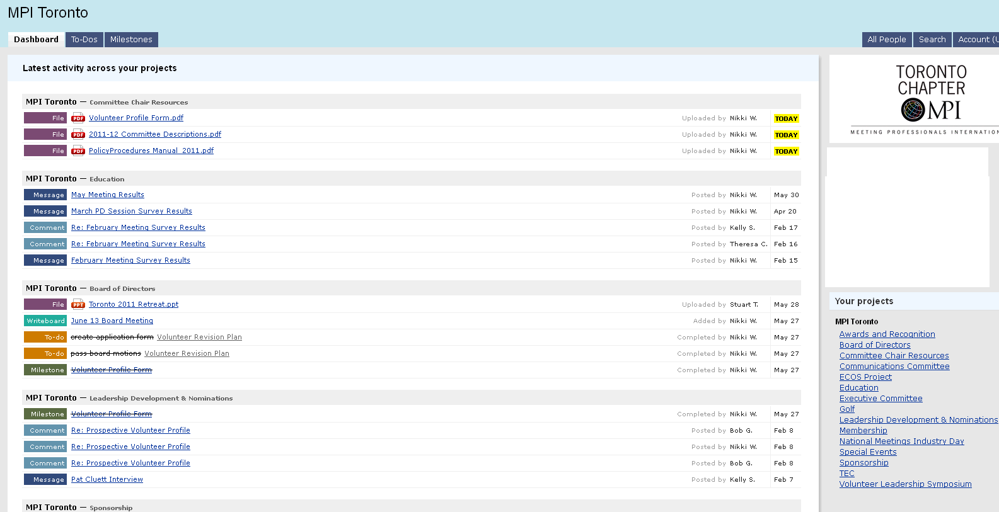 MPI Toronto
Dashboard To-Dos Milestones All People Search Account (U
Latest activity across your projects
MPI Toronto — Committee Chair Resources
File PDF Volunteer Profile Form.pdf Uploaded by Nikki W. TODAY
File PDF 2011-12 Committee Descriptions.pdf Uploaded by Nikki W. TODAY
File PDF PolicyProcedures Manual_2011.pdf Uploaded by Nikki W. TODAY
MPI Toronto — Education
Message May Meeting Results Posted by Nikki W. May 30
Message March PD Session Survey Results Posted by Nikki W. Apr 20
Comment Re: February Meeting Survey Results Posted by Kelly S. Feb 17
Comment Re: February Meeting Survey Results Posted by Theresa C. Feb 16
Message February Meeting Survey Results Posted by Nikki W. Feb 15
MPI Toronto — Board of Directors
File PPT Toronto 2011 Retreat.ppt Uploaded by Stuart T. May 28
Writeboard June 13 Board Meeting Added by Nikki W. May 27
To-do create application form Volunteer Revision Plan Completed by Nikki W. May 27
To-do pass board motions Volunteer Revision Plan Completed by Nikki W. May 27
Milestone Volunteer Profile Form Completed by Nikki W. May 27
MPI Toronto — Leadership Development & Nominations
Milestone Volunteer Profile Form Completed by Nikki W. May 27
Comment Re: Prospective Volunteer Profile Posted by Bob G. Feb 8
Comment Re: Prospective Volunteer Profile Posted by Nikki W. Feb 8
Comment Re: Prospective Volunteer Profile Posted by Bob G. Feb 8
Message Pat Cluett Interview Posted by Kelly S. Feb 7
MPI Toronto — Sponsorship
TORONTO
CHAPTER
MPI
MEETING PROFESSIONALS INTERNATION
Your projects
MPI Toronto
Awards and Recognition
Board of Directors
Committee Chair Resources
Communications Committee
ECOS Project
Education
Executive Committee
Golf
Leadership Development & Nominations
Membership
National Meetings Industry Day
Special Events
Sponsorship
TEC
Volunteer Leadership Symposium